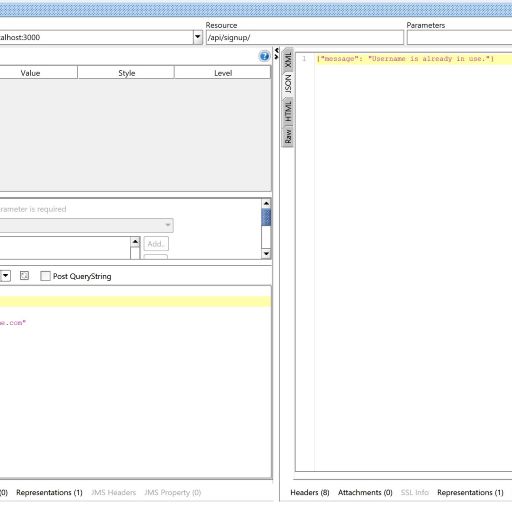 Resource
Parameters
alhost:3000
/api/signup/
Value
Style
Level
XML
JSON
HTML
Raw
1
{"message": "Username is already in use."}
arameter is required
Add..
Post QueryString
e.com"
(0)
Representations (1)
JMS Headers
JMS Property (0)
Headers (8)
Attachments (0)
SSL Info
Representations (1)